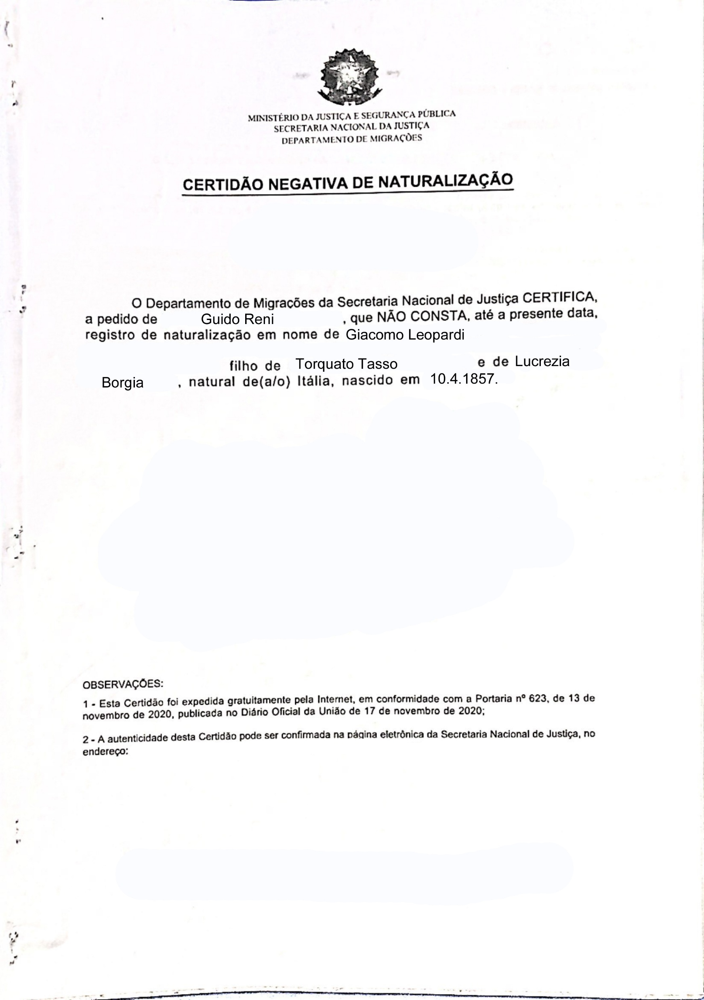 MINISTÉRIO DA JUSTIÇA E SEGURANÇA PÚBLICA
SECRETARIA NACIONAL DA JUSTIÇA
DEPARTAMENTO DE MIGRAÇÕES
CERTIDÃO NEGATIVA DE NATURALIZAÇÃO
O Departamento de Migrações da Secretaria Nacional de Justiça CERTIFICA,
a pedido de Guido Reni , que NÃO CONSTA, até a presente data,
registro de naturalização em nome de Giacomo Leopardi
filho de Torquato Tasso e de Lucrezia
Borgia , natural de(a/o) Itália, nascido em 10.4.1857.
OBSERVAÇÕES:
1 - Esta Certidão foi expedida gratuitamente pela Internet, em conformidade com a Portaria nº 623, de 13 de
novembro de 2020, publicada no Diário Oficial da União de 17 de novembro de 2020;
2 - A autenticidade desta Certidão pode ser confirmada na página eletrônica da Secretaria Nacional de Justiça, no
endereço: